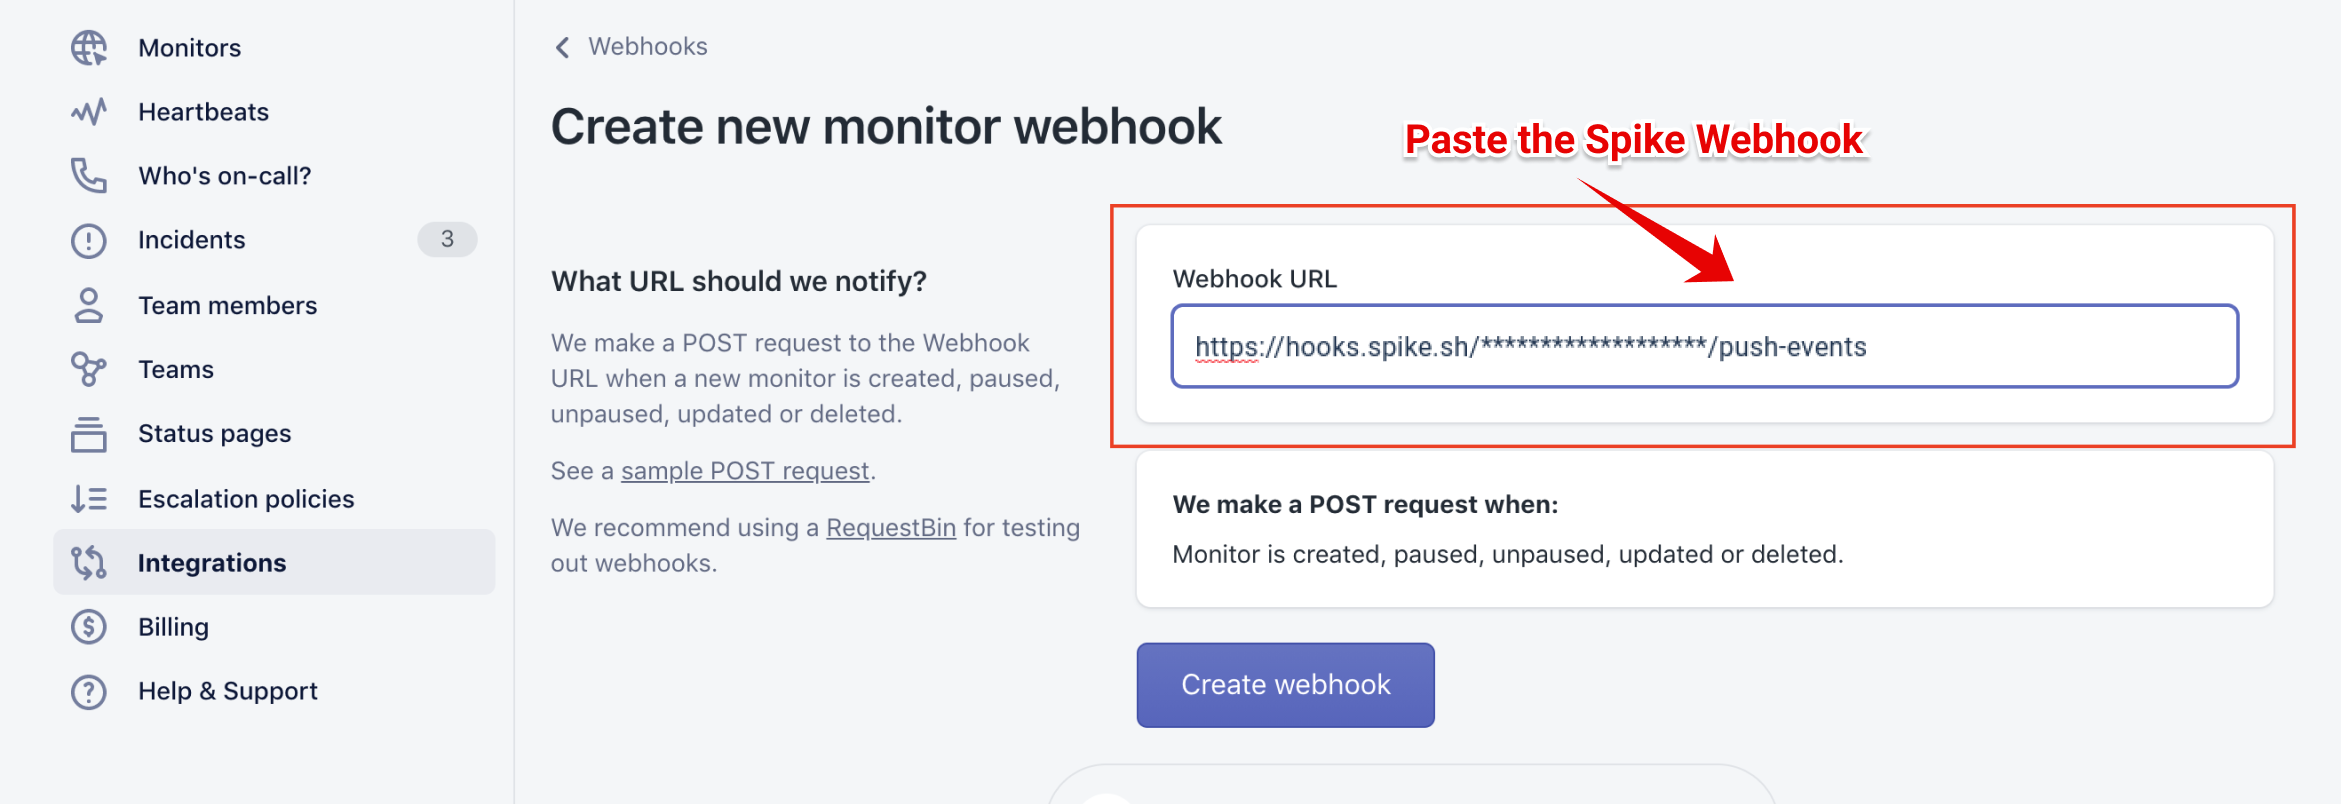 Monitors
Heartbeats
Who's on-call?
Incidents 3
Team members
Teams
Status pages
Escalation policies
Integrations
Billing
Help & Support
Webhooks
Create new monitor webhook
Paste the Spike Webhook
What URL should we notify?
We make a POST request to the Webhook
URL when a new monitor is created, paused,
unpaused, updated or deleted.
See a sample POST request.
We recommend using a RequestBin for testing
out webhooks.
Webhook URL
https://hooks.spike.sh/*******************/push-events
We make a POST request when:
Monitor is created, paused, unpaused, updated or deleted.
Create webhook